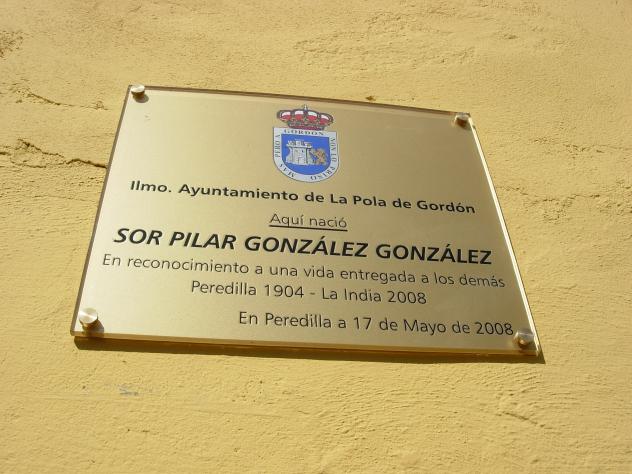 GORDON
Ilmo. Ayuntamiento de La Pola de Gordón
Aquí nació
SOR PILAR GONZÁLEZ GONZÁLEZ
En reconocimiento a una vida entregada a los demás
Peredilla 1904 - La India 2008
En Peredilla a 17 de Mayo de 2008